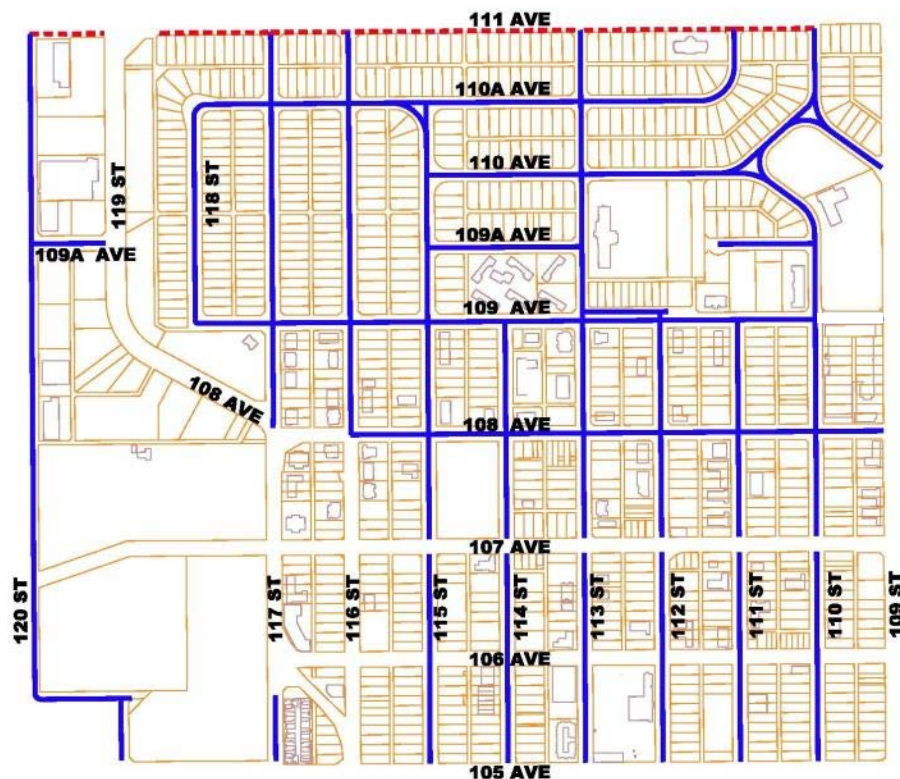 111 AVE
110A AVE
110 AVE
119 ST
118 ST
109A AVE
109A AVE
109 AVE
108 AVE
108 AVE
107 AVE
120 ST
117 ST
116 ST
115 ST
114 ST
113 ST
112 ST
111 ST
110 ST
109 ST
106 AVE
105 AVE